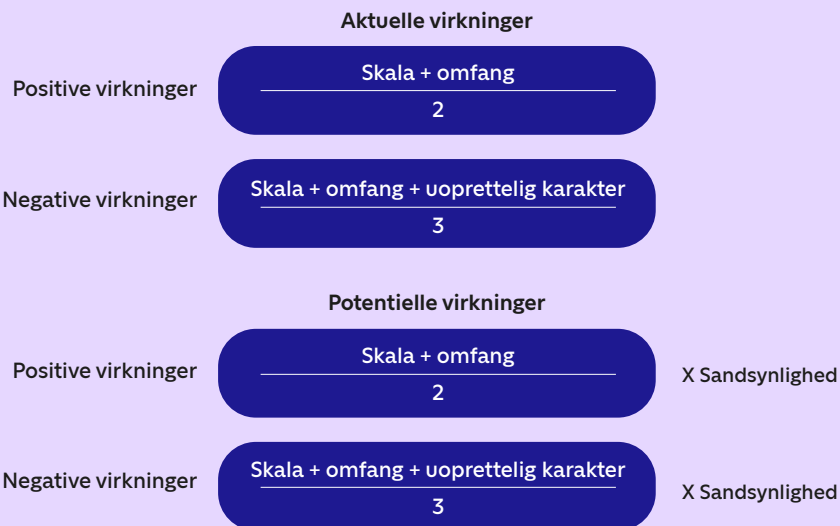 Aktuelle virkninger
Positive virkninger
Skala + omfang
2
Negative virkninger
Skala + omfang + uoprettelig karakter
3
Potentielle virkninger
Positive virkninger
Skala + omfang
2
X Sandsynlighed
Negative virkninger
Skala + omfang + uoprettelig karakter
3
X Sandsynlighed